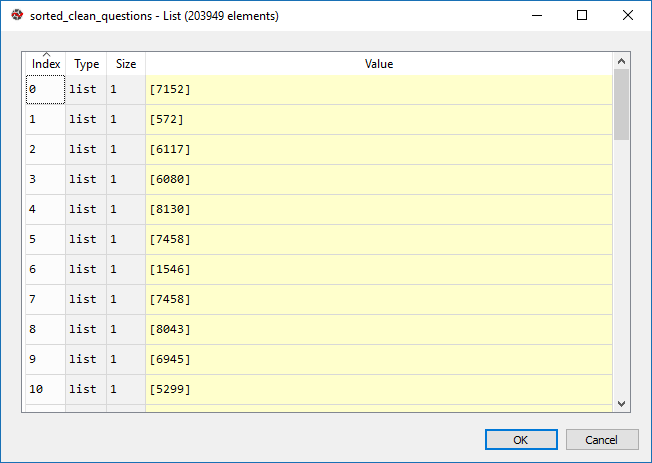 sorted_clean_questions - List (203949 elements)
Index Type Size Value
0 list 1 [7152]
1 list 1 [572]
2 list 1 [6117]
3 list 1 [6080]
4 list 1 [8130]
5 list 1 [7458]
6 list 1 [1546]
7 list 1 [7458]
8 list 1 [8043]
9 list 1 [6945]
10 list 1 [5299]
OK Cancel